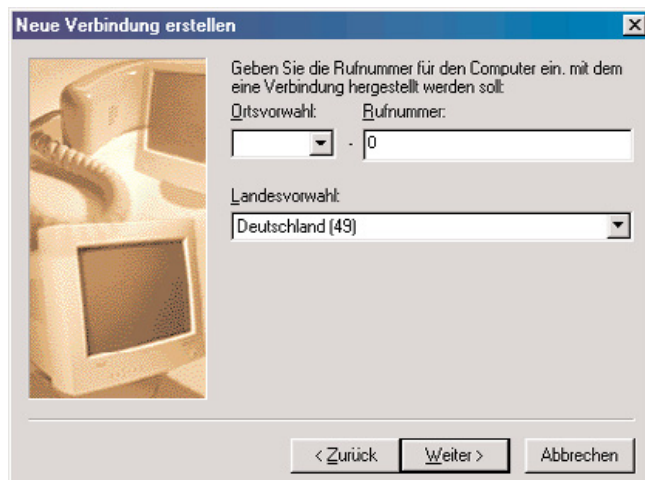 Neue Verbindung erstellen
Geben Sie die Rufnummer für den Computer ein. mit dem
eine Verbindung hergestellt werden soll:
Ortsvorwahl: Rufnummer:
- 0
Landesvorwahl:
Deutschland (49)
< Zurück Weiter > Abbrechen